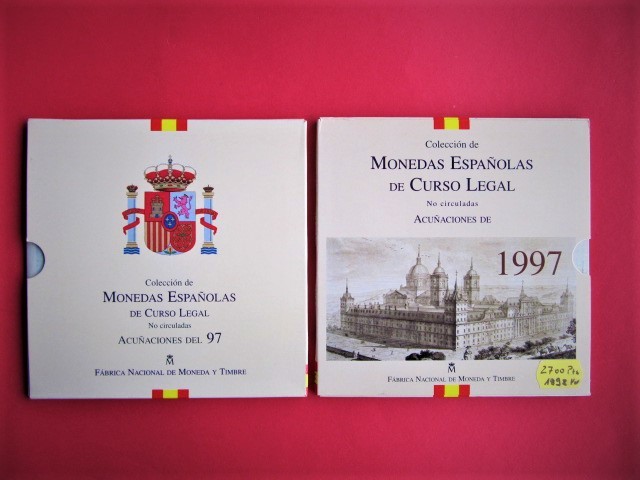 Colección de
MONEDAS ESPAÑOLAS
DE CURSO LEGAL
No circuladas
ACUÑACIONES DEL 97
M
FÁBRICA NACIONAL DE MONEDA Y TIMBRE
Colección de
MONEDAS ESPAÑOLAS
DE CURSO LEGAL
No circuladas
ACUÑACIONES DE
1997
M
FÁBRICA NACIONAL DE MONEDA Y TIMBRE
2700